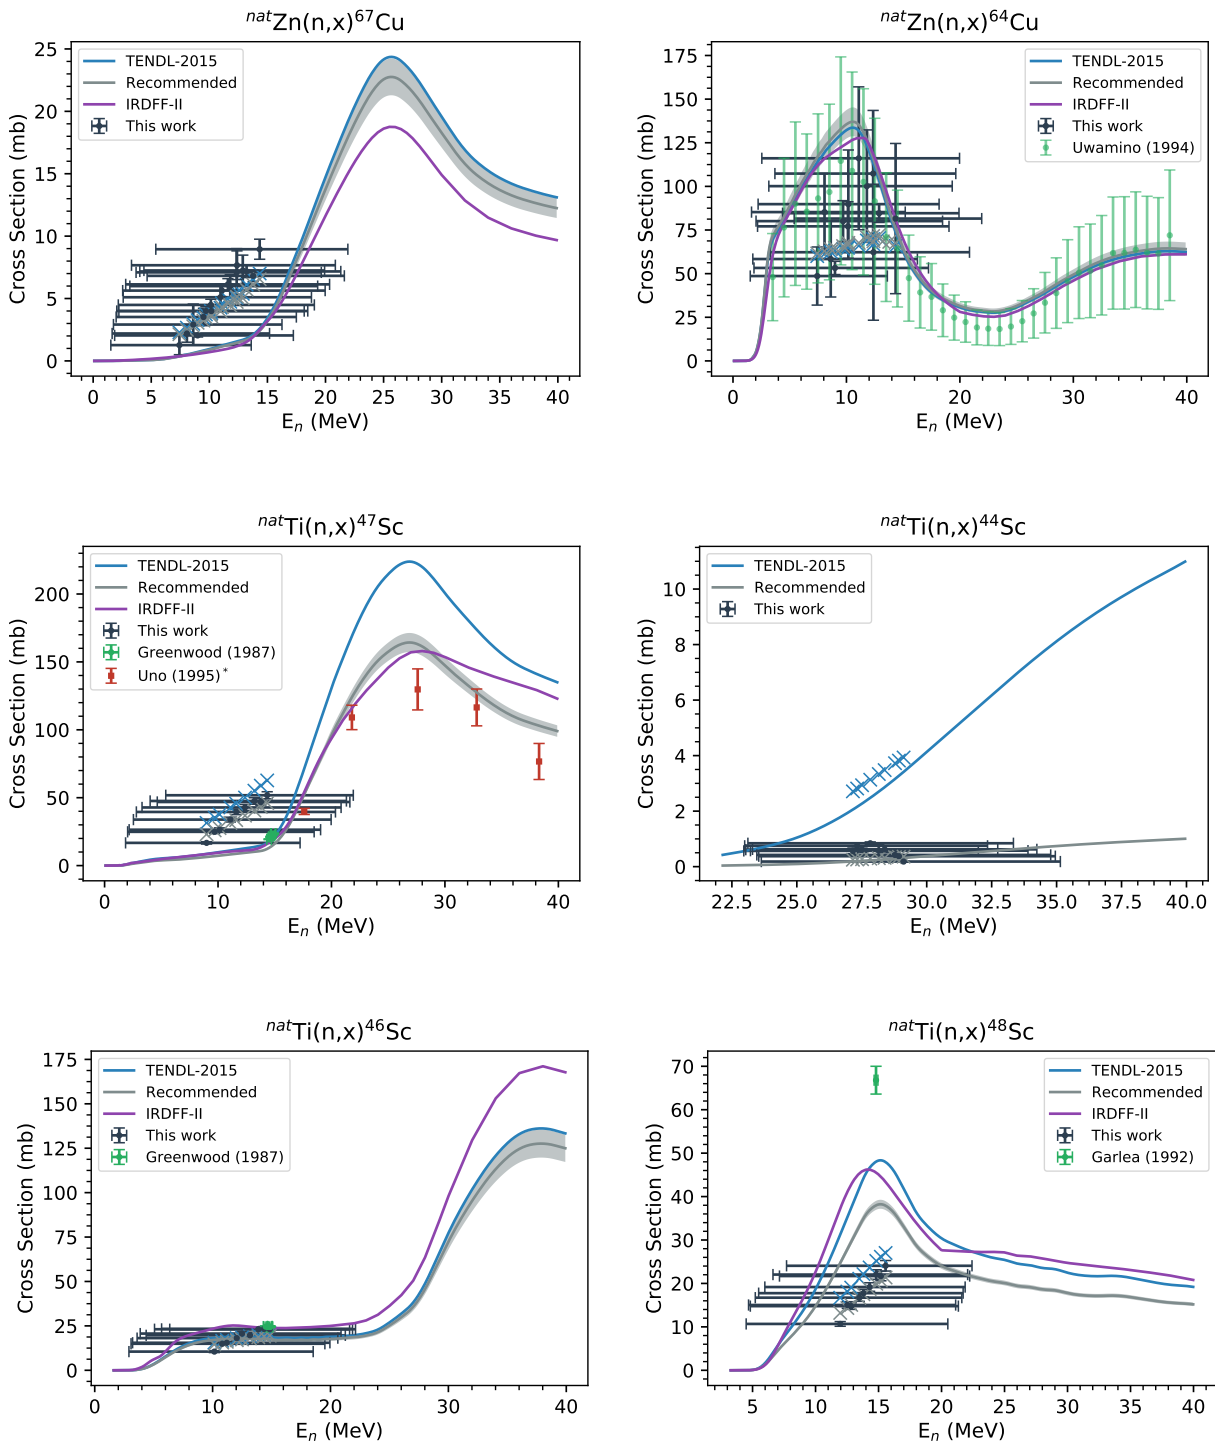 natZn(n,x)67Cu
25
20
15
10
5
0
Cross Section (mb)
TENDL-2015
Recommended
IRDFF-II
This work
0 5 10 15 20 25 30 35 40
En (MeV)
natZn(n,x)64Cu
175
150
125
100
75
50
25
0
Cross Section (mb)
TENDL-2015
Recommended
IRDFF-II
This work
Uwamino (1994)
0 10 20 30 40
En (MeV)
natTi(n,x)47Sc
200
150
100
50
0
Cross Section (mb)
TENDL-2015
Recommended
IRDFF-II
This work
Greenwood (1987)
Uno (1995)*
0 10 20 30 40
En (MeV)
natTi(n,x)44Sc
10
8
6
4
2
0
Cross Section (mb)
TENDL-2015
Recommended
This work
22.5 25.0 27.5 30.0 32.5 35.0 37.5 40.0
En (MeV)
natTi(n,x)46Sc
175
150
125
100
75
50
25
0
Cross Section (mb)
TENDL-2015
Recommended
IRDFF-II
This work
Greenwood (1987)
0 10 20 30 40
En (MeV)
natTi(n,x)48Sc
70
60
50
40
30
20
10
0
Cross Section (mb)
TENDL-2015
Recommended
IRDFF-II
This work
Garlea (1992)
5 10 15 20 25 30 35 40
En (MeV)